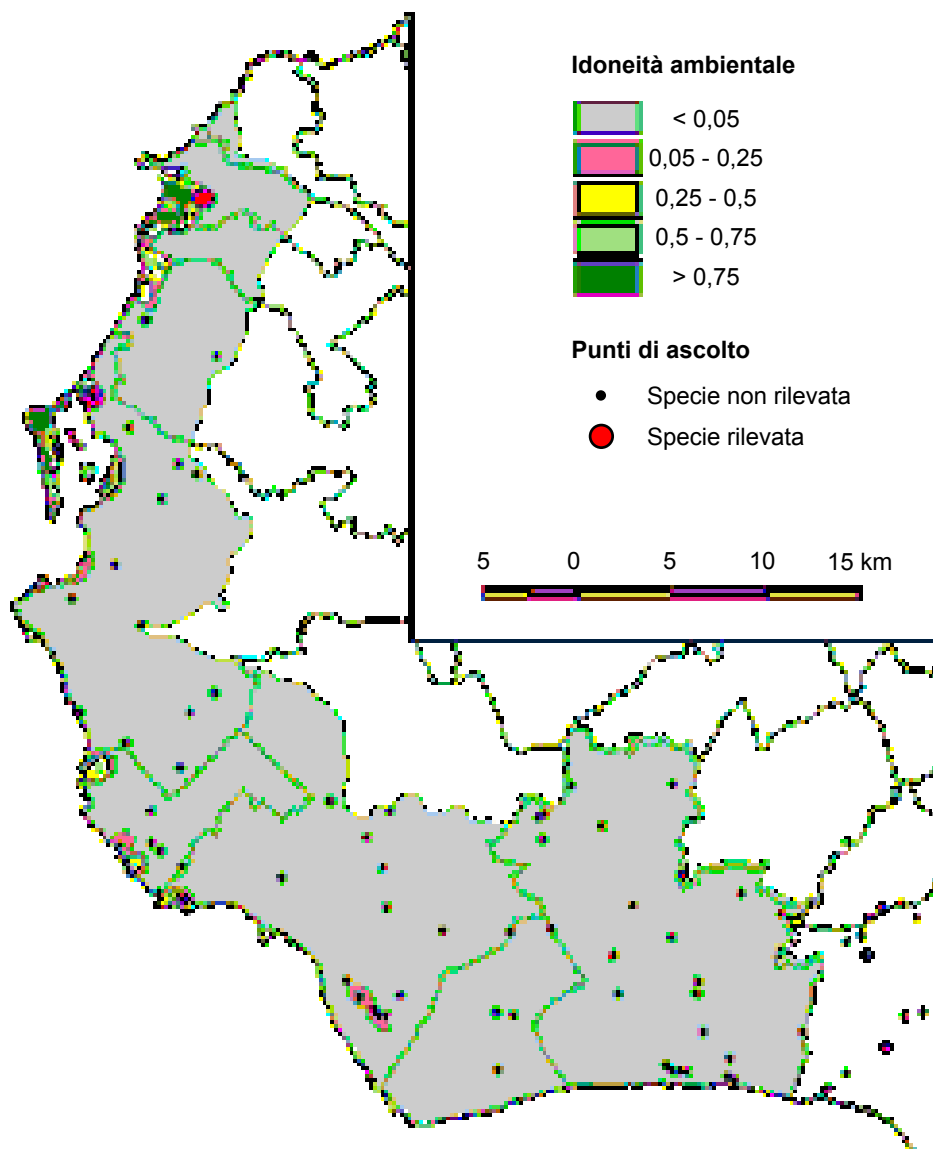 Idoneità ambientale
< 0,05
0,05 - 0,25
0,25 - 0,5
0,5 - 0,75
> 0,75
Punti di ascolto
Specie non rilevata
Specie rilevata
5 0 5 10 15 km